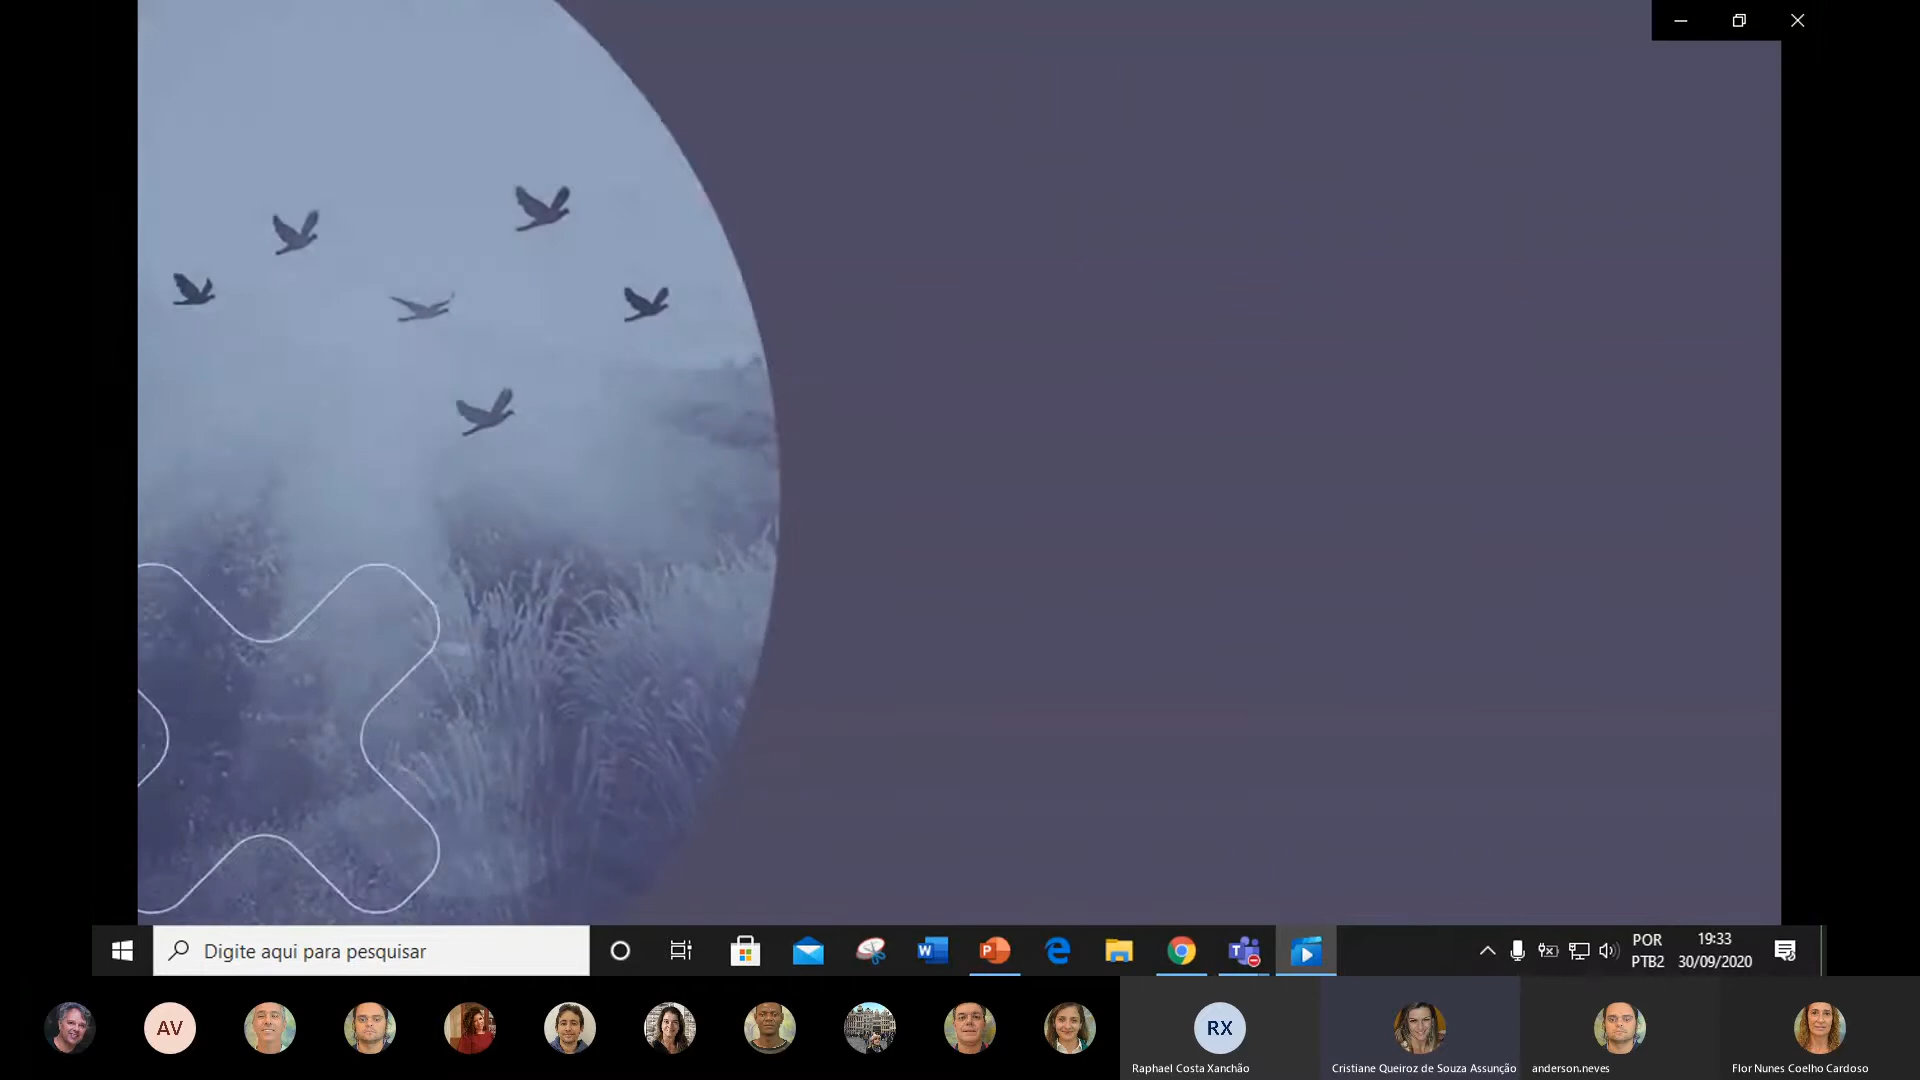 Digite aqui para pesquisar
POR
PTB2
19:33
30/09/2020
AV
RX
Raphael Costa Xanchão
Cristiane Queiroz de Souza Assunção
anderson.neves
Flor Nunes Coelho Cardoso